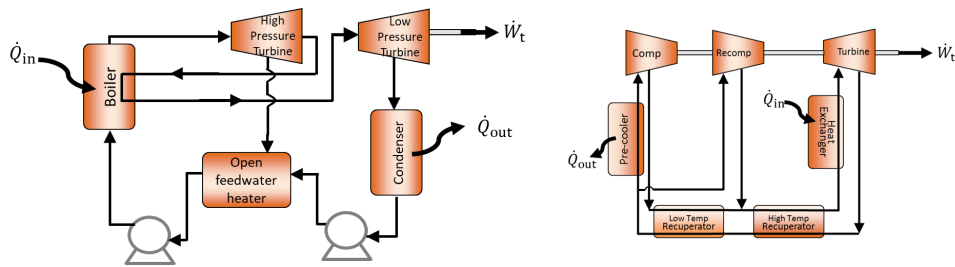 High
Pressure
Turbine
Low
Pressure
Turbine
Ẇt
Q̇in
Boiler
Condenser
Q̇out
Open
feedwater
heater
Comp
Recomp
Turbine
Ẇt
Pre-cooler
Q̇out
Q̇in
Heat
Exchanger
Low Temp
Recuperator
High Temp
Recuperator